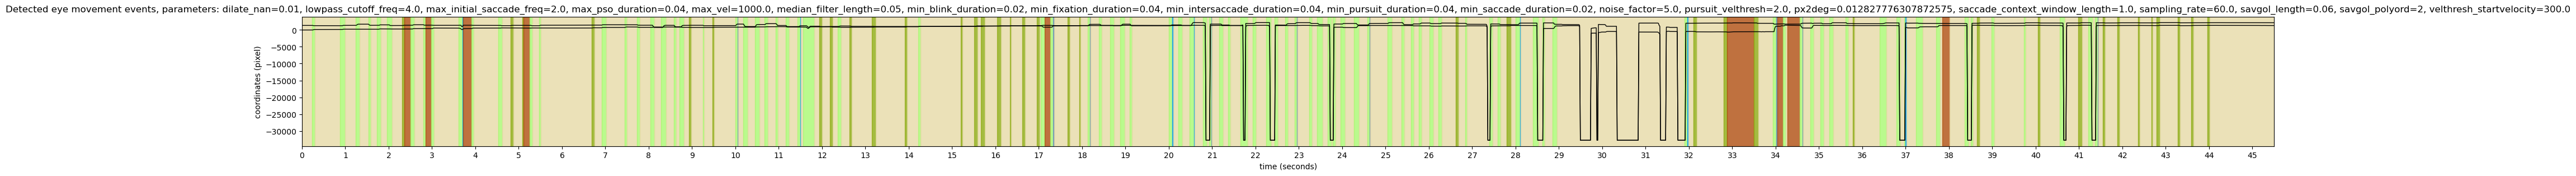 Detected eye movement events, parameters: dilate_nan=0.01, lowpass_cutoff_freq=4.0, max_initial_saccade_freq=2.0, max_pso_duration=0.04, max_vel=1000.0, median_filter_length=0.05, min_blink_duration=0.02, min_fixation_duration=0.04, min_intersaccade_duration=0.04, min_pursuit_duration=0.04, min_saccade_duration=0.02, noise_factor=5.0, pursuit_velthresh=2.0, px2deg=0.012827776307872575, saccade_context_window_length=1.0, sampling_rate=60.0, savgol_length=0.06, savgol_polyord=2, velthresh_startvelocity=300.0
coordinates (pixel)
0
−5000
−10000
−15000
−20000
−25000
−30000
0 1 2 3 4 5 6 7 8 9 10 11 12 13 14 15 16 17 18 19 20 21 22 23 24 25 26 27 28 29 30 31 32 33 34 35 36 37 38 39 40 41 42 43 44 45
time (seconds)